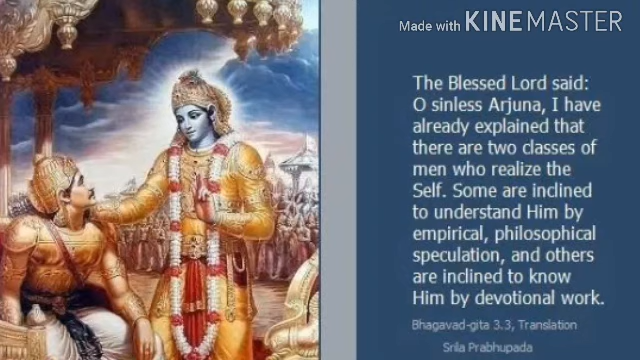 Made with KINEMASTER
The Blessed Lord said:
O sinless Arjuna, I have
already explained that
there are two classes of
men who realize the
Self. Some are inclined
to understand Him by
empirical, philosophical
speculation, and others
are inclined to know
Him by devotional work.
Bhagavad-gita 3.3, Translation
Srila Prabhupada